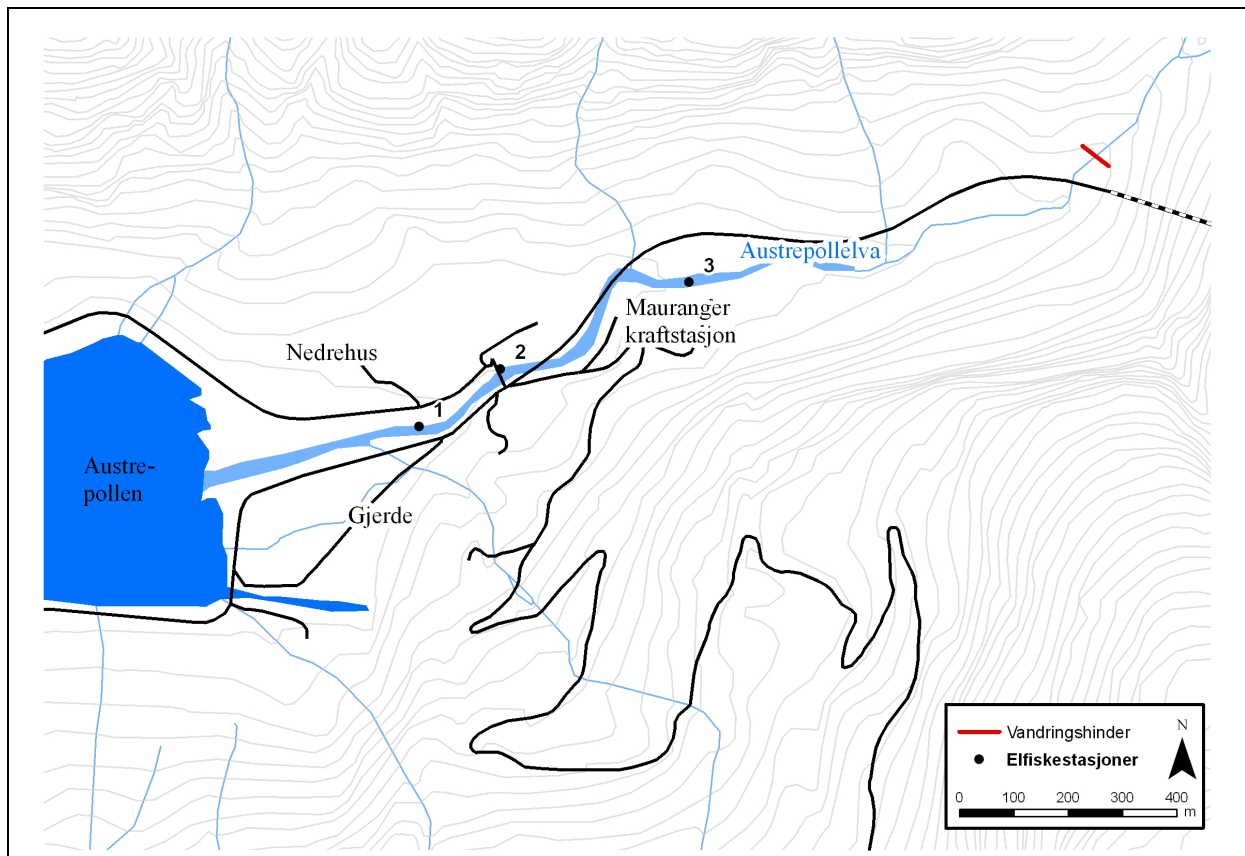 Austrepollelva
3
Mauranger
kraftstasjon
2
Nedrehus
1
Austre-
pollen
Gjerde
Vandringshinder
N
Elfiskestasjoner
0 100 200 300 400
m